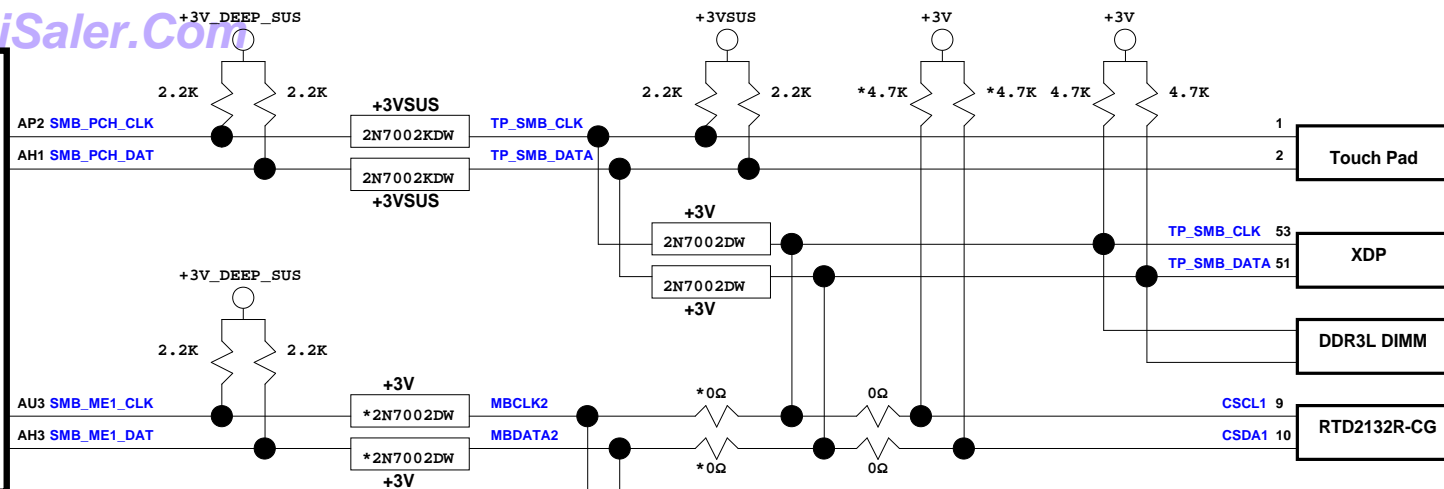 iSaler.Com
+3V_DEEP_SUS
+3VSUS
+3V
+3V
2.2K
2.2K
2.2K
2.2K
*4.7K
*4.7K
4.7K
4.7K
+3VSUS
AP2 SMB_PCH_CLK
2N7002KDW
TP_SMB_CLK
1
AH1 SMB_PCH_DAT
2N7002KDW
TP_SMB_DATA
2
Touch Pad
+3VSUS
+3V
2N7002DW
TP_SMB_CLK 53
2N7002DW
TP_SMB_DATA 51
XDP
+3V
+3V_DEEP_SUS
2.2K
2.2K
DDR3L DIMM
+3V
*0Ω
0Ω
AU3 SMB_ME1_CLK
*2N7002DW
MBCLK2
CSCL1 9
AH3 SMB_ME1_DAT
*2N7002DW
MBDATA2
CSDA1 10
RTD2132R-CG
*0Ω
0Ω
+3V